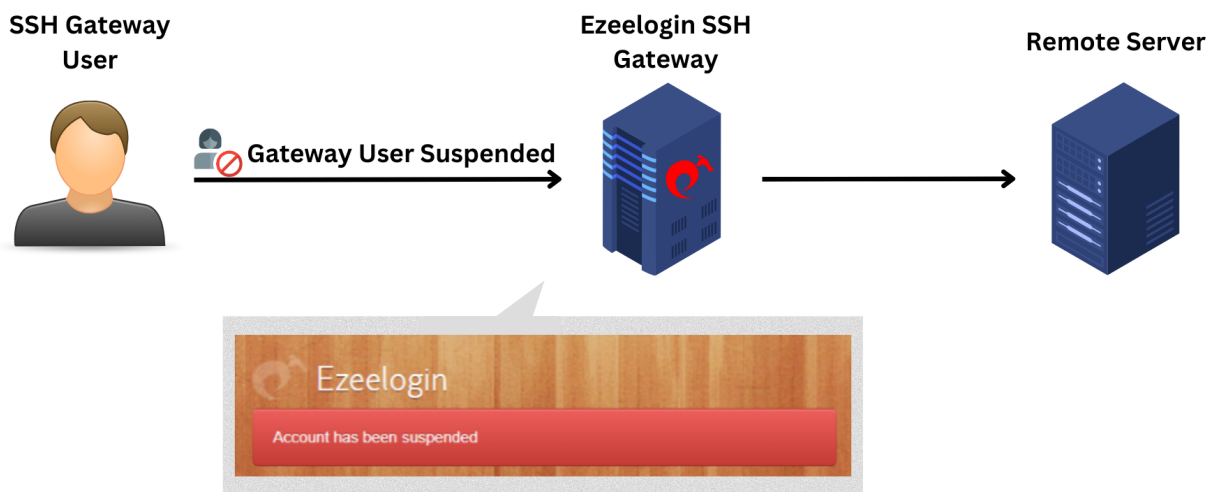 SSH Gateway
User
Ezeelogin SSH
Gateway
Remote Server
Gateway User Suspended
Ezeelogin
Account has been suspended